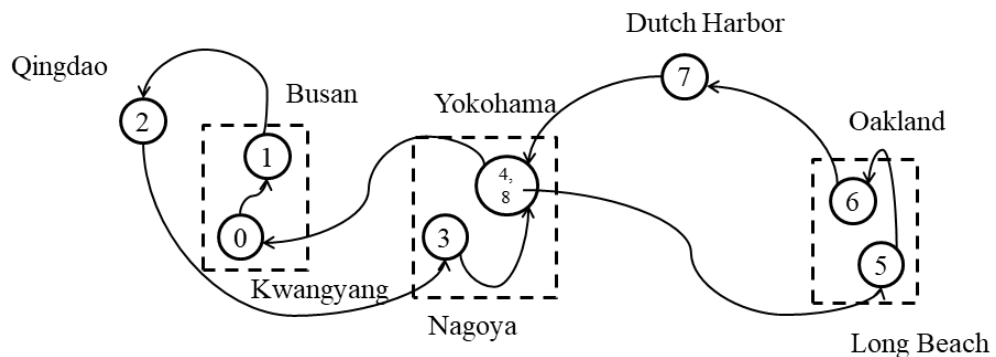 Dutch Harbor
Qingdao
7
Busan
Yokohama
Oakland
2
1
4,
8
6
0
3
5
Kwangyang
Nagoya
Long Beach